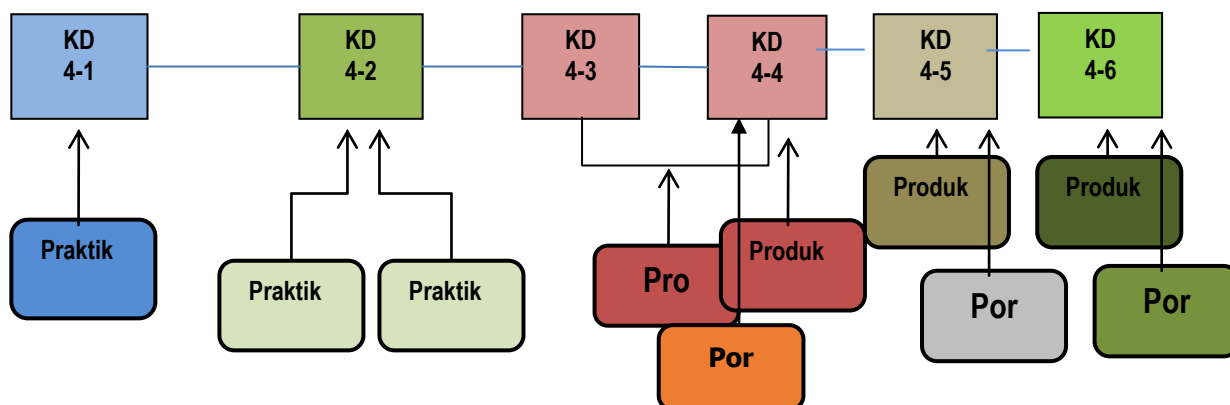 KD
4-1
KD
4-2
KD
4-3
KD
4-4
KD
4-5
KD
4-6
Praktik
Praktik
Praktik
Pro
Produk
Por
Produk
Por
Produk
Por